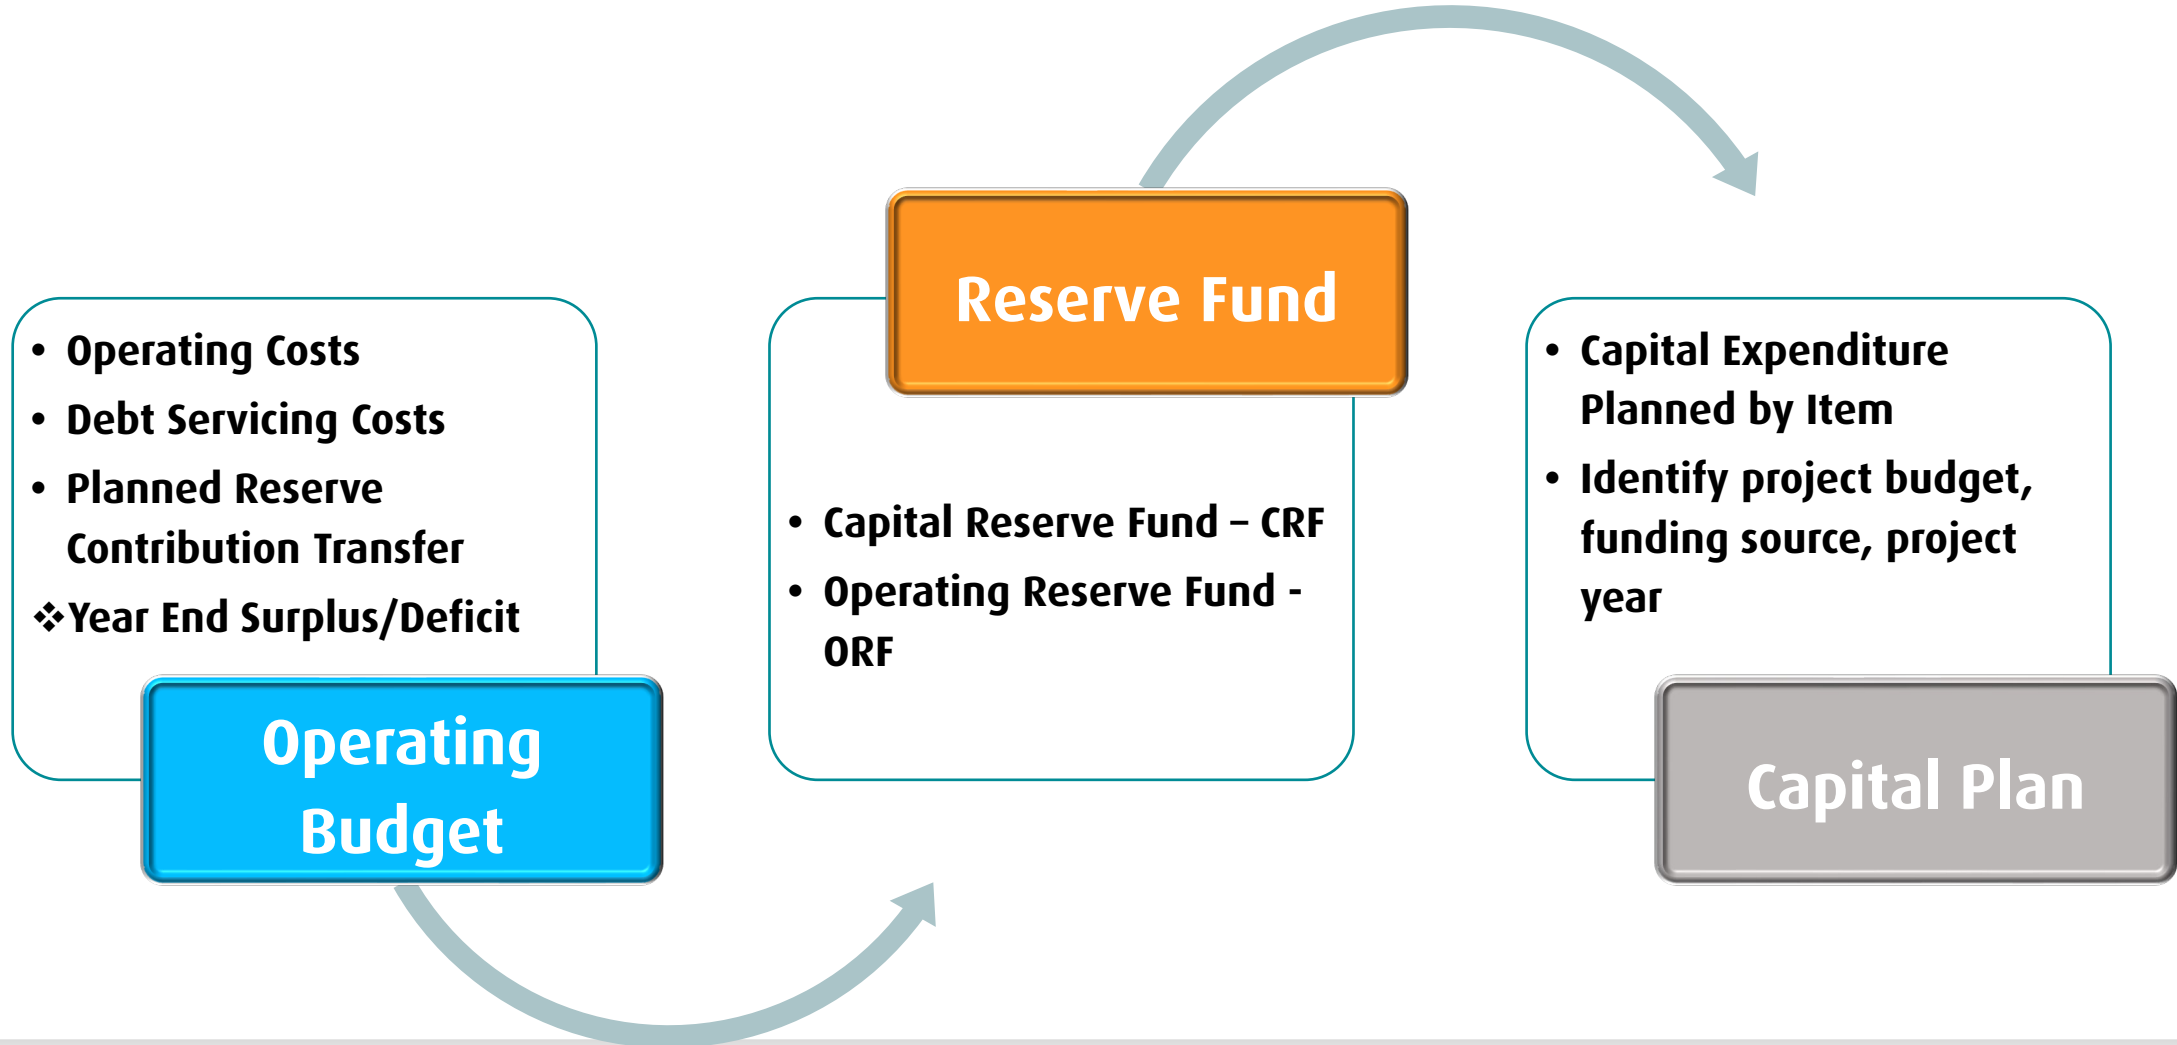 • Operating Costs
• Debt Servicing Costs
• Planned Reserve
Contribution Transfer
❖Year End Surplus/Deficit
Operating
Budget
Reserve Fund
• Capital Reserve Fund – CRF
• Operating Reserve Fund -
ORF
• Capital Expenditure
Planned by Item
• Identify project budget,
funding source, project
year
Capital Plan